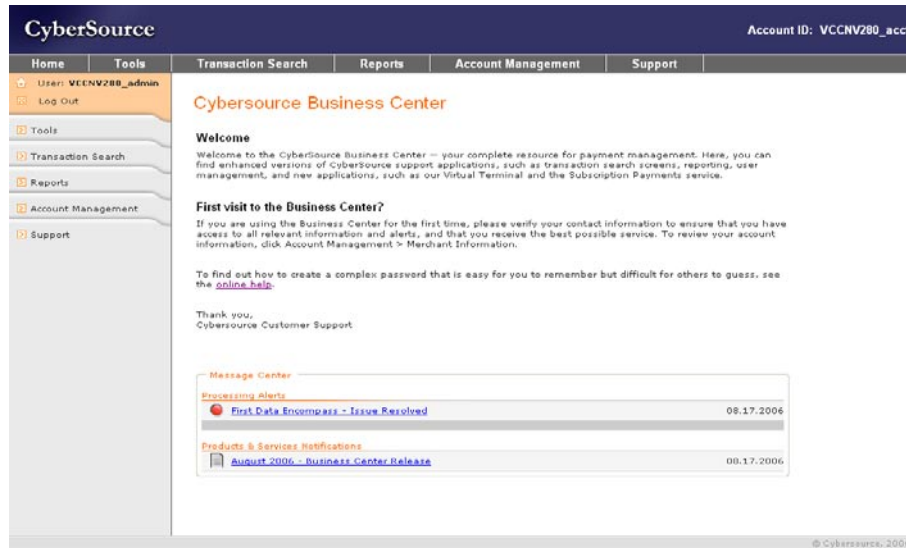 CyberSource
Account ID: VCCNV280_acc
Home Tools Transaction Search Reports Account Management Support
User: VCCNV280_admin
Log Out
Tools
Transaction Search
Reports
Account Management
Support
Cybersource Business Center
Welcome
Welcome to the CyberSource Business Center — your complete resource for payment management. Here, you can
find enhanced versions of CyberSource support applications, such as transaction search screens, reporting, user
management, and new applications, such as our Virtual Terminal and the Subscription Payments service.
First visit to the Business Center?
If you are using the Business Center for the first time, please verify your contact information to ensure that you have
access to all relevant information and alerts, and that you receive the best possible service. To review your account
information, click Account Management > Merchant Information.
To find out how to create a complex password that is easy for you to remember but difficult for others to guess, see
the online help.
Thank you,
Cybersource Customer Support
Message Center
Processing Alerts
First Data Encompass - Issue Resolved 08.17.2006
Products & Services Notifications
August 2006 - Business Center Release 08.17.2006
© Cybersource, 200